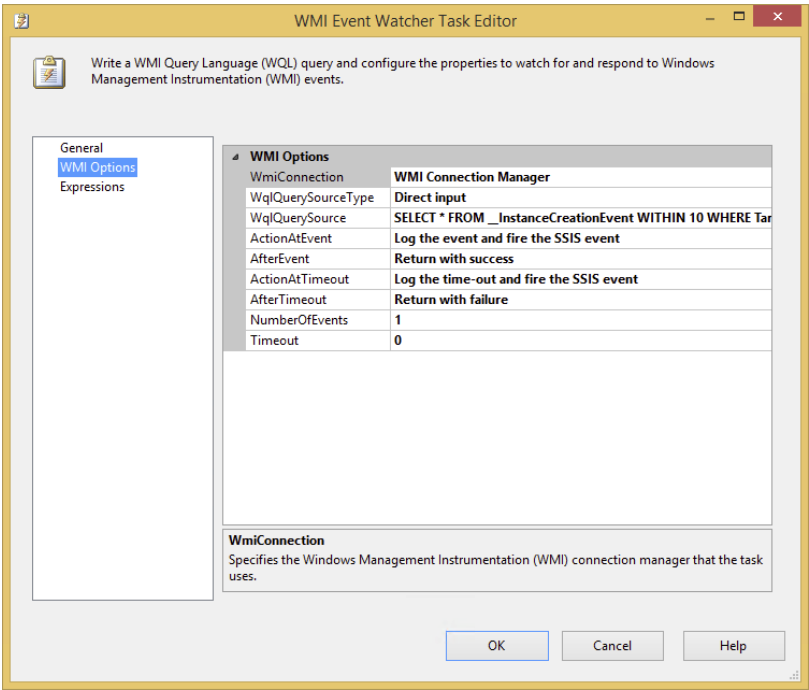 WMI Event Watcher Task Editor
Write a WMI Query Language (WQL) query and configure the properties to watch for and respond to Windows
Management Instrumentation (WMI) events.
General
WMI Options
Expressions
WMI Options
WmiConnection WMI Connection Manager
WqlQuerySourceType Direct input
WqlQuerySource SELECT * FROM __InstanceCreationEvent WITHIN 10 WHERE Tar
ActionAtEvent Log the event and fire the SSIS event
AfterEvent Return with success
ActionAtTimeout Log the time-out and fire the SSIS event
AfterTimeout Return with failure
NumberOfEvents 1
Timeout 0
WmiConnection
Specifies the Windows Management Instrumentation (WMI) connection manager that the task
uses.
OK Cancel Help